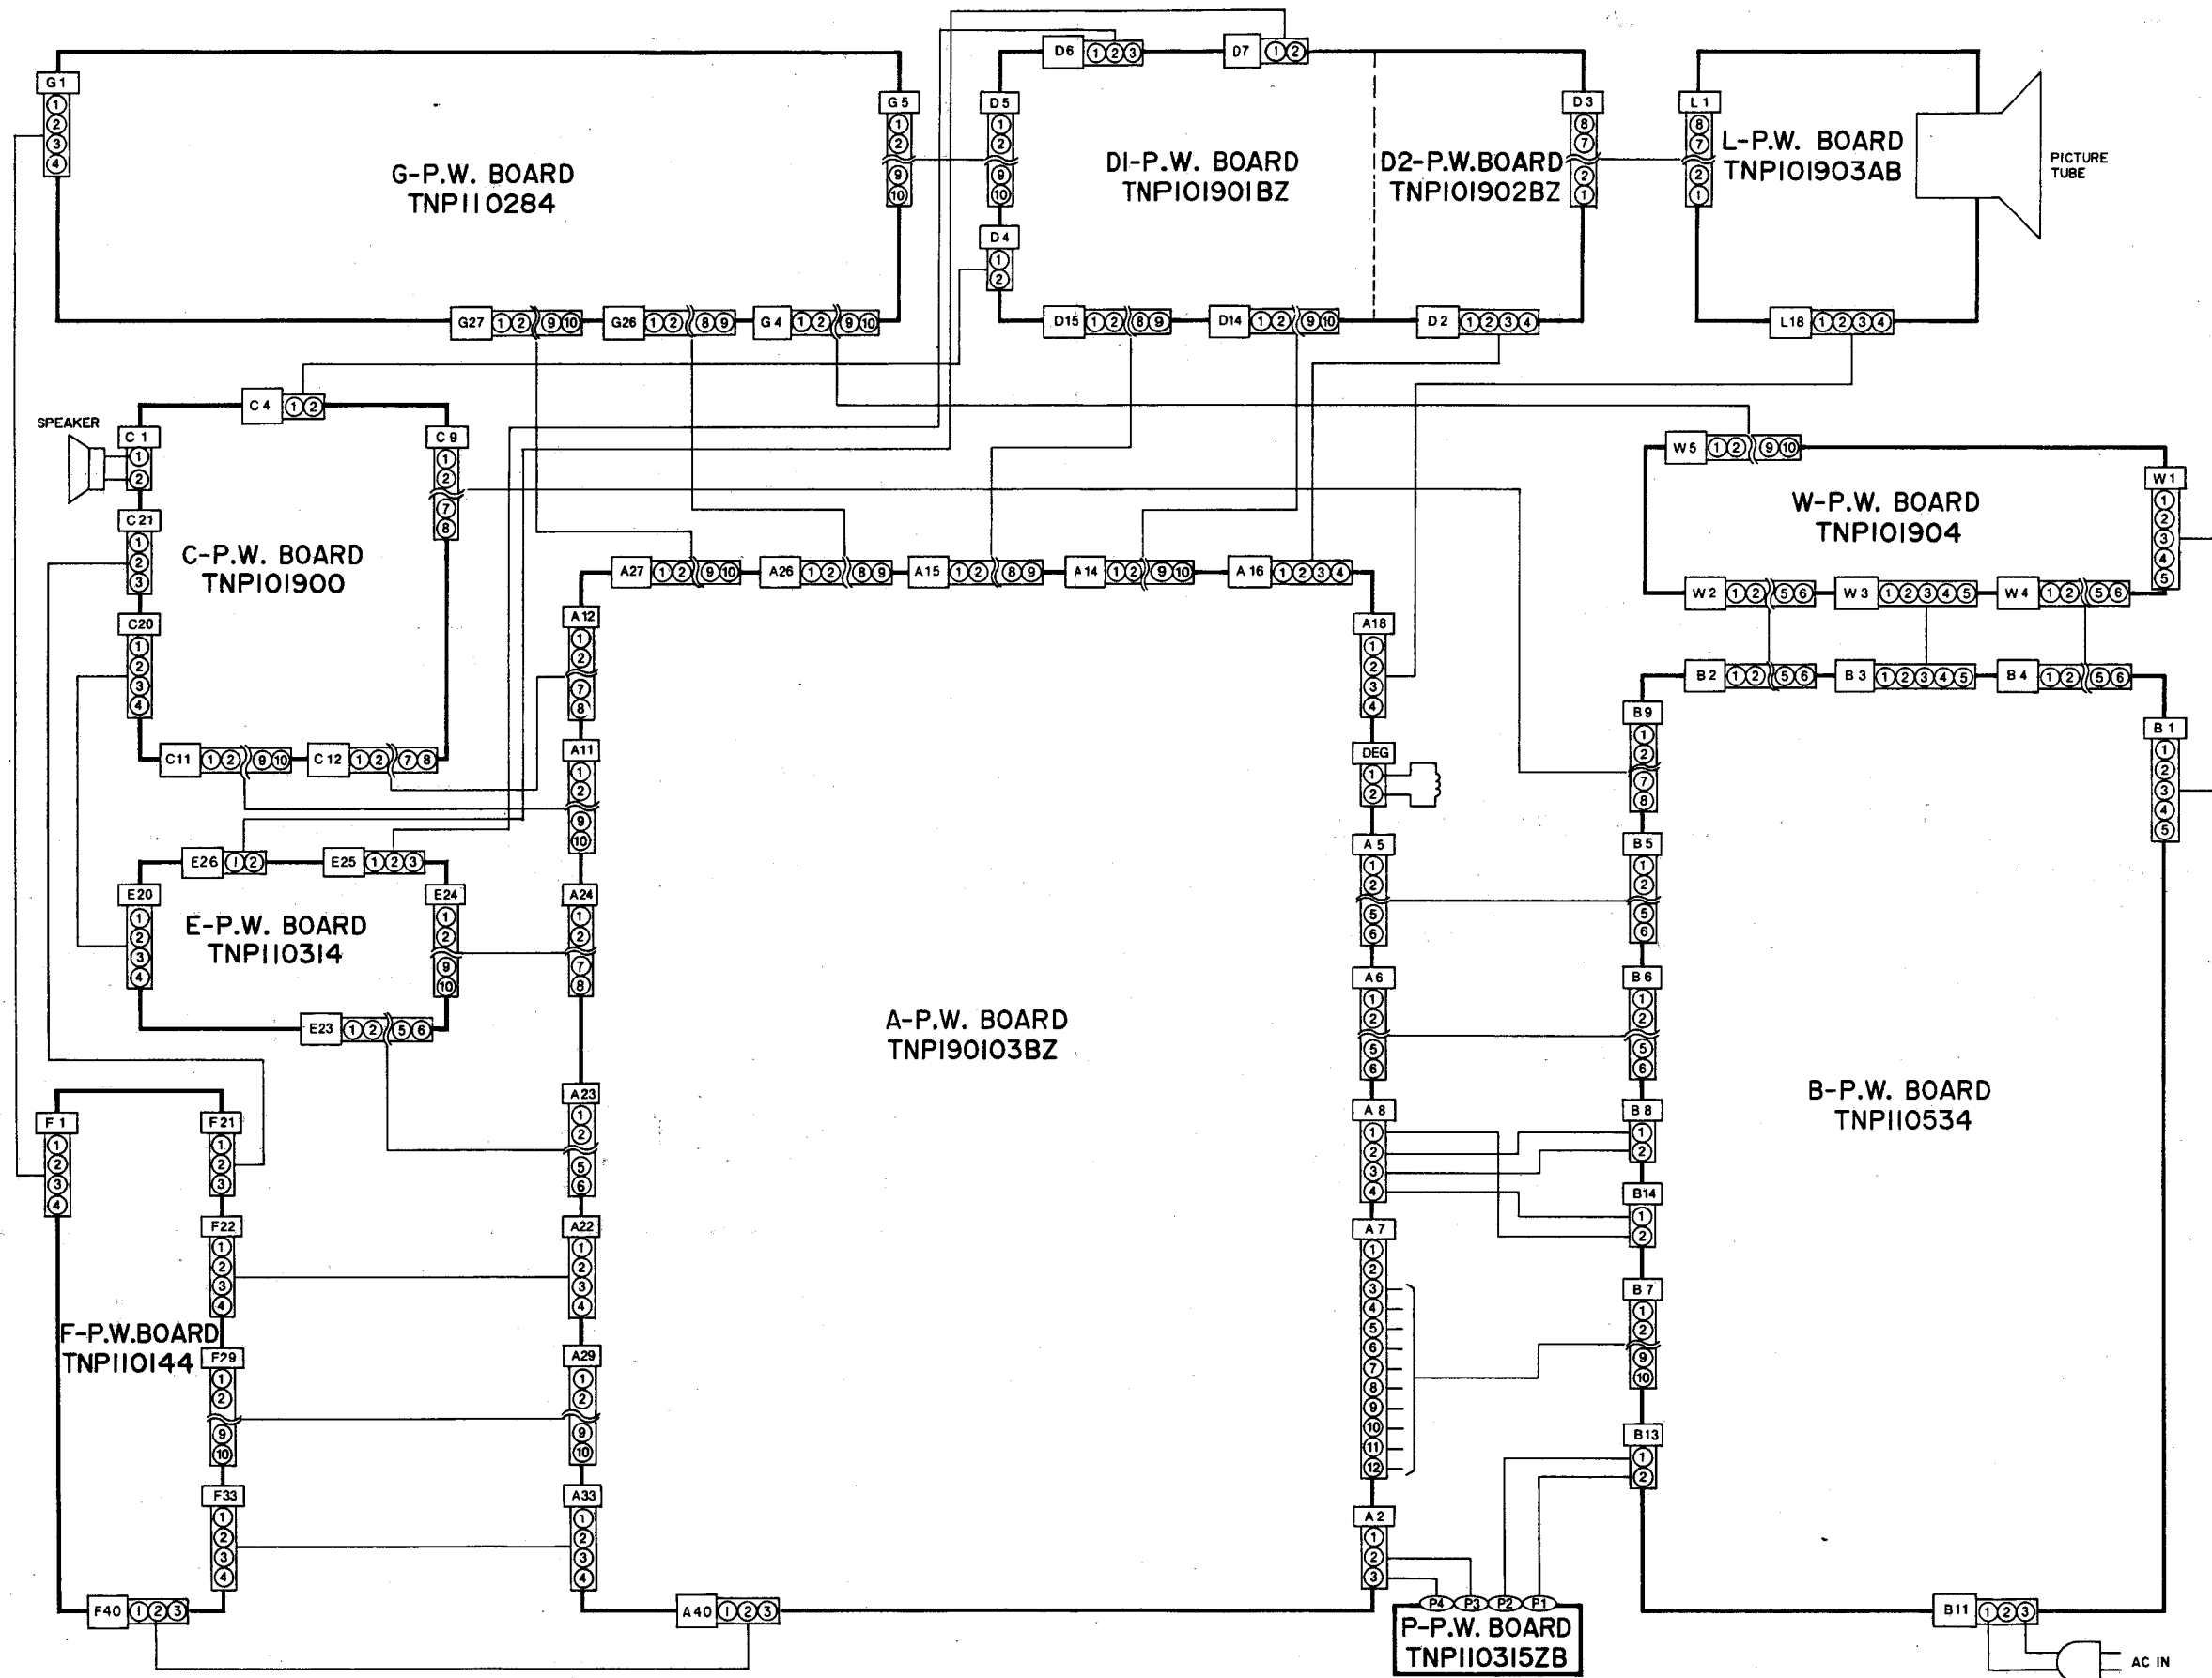 G1
1
2
3
4
G-P.W. BOARD
TNP110284
G5
1
2
9
10
G27 1 2 9 10
G26 1 2 8 9
G4 1 2 9 10
D6 1 2 3
D7 1 2
D5
1
2
9
10
D4
1
2
D1-P.W. BOARD
TNP101901BZ
D2-P.W.BOARD
TNP101902BZ
D3
8
7
2
1
D15 1 2 8 9
D14 1 2 9 10
D2 1 2 3 4
L1
8
7
2
1
L-P.W. BOARD
TNP101903AB
PICTURE
TUBE
L18 1 2 3 4
SPEAKER
C4 1 2
C1
1
2
C21
1
2
3
C20
1
2
3
4
C9
1
2
7
8
C-P.W. BOARD
TNP101900
C11 1 2 9 10
C12 1 2 7 8
W5 1 2 9 10
W1
1
2
3
4
5
W-P.W. BOARD
TNP101904
W2 1 2 5 6
W3 1 2 3 4 5
W4 1 2 5 6
E26 1 2
E25 1 2 3
E20
1
2
3
4
E24
1
2
9
10
E-P.W. BOARD
TNP110314
E23 1 2 5 6
F1
1
2
3
4
F21
1
2
3
F22
1
2
3
4
F-P.W.BOARD
TNP110144
F29
1
2
9
10
F33
1
2
3
4
F40 1 2 3
A27 1 2 9 10
A26 1 2 8 9
A15 1 2 8 9
A14 1 2 9 10
A16 1 2 3 4
A12
1
2
7
8
A11
1
2
9
10
A24
1
2
7
8
A23
1
2
5
6
A22
1
2
3
4
A29
1
2
9
10
A33
1
2
3
4
A40 1 2 3
A-P.W. BOARD
TNP190103BZ
A18
1
2
3
4
DEG
1
2
A5
1
2
5
6
A6
1
2
5
6
A8
1
2
3
4
A7
1
2
3
4
5
6
7
8
9
10
11
12
A2
1
2
3
P4 P3 P2 P1
P-P.W. BOARD
TNP110315ZB
B2 1 2 5 6
B3 1 2 3 4 5
B4 1 2 5 6
B9
1
2
7
8
B5
1
2
5
6
B6
1
2
5
6
B8
1
2
B14
1
2
B7
1
2
9
10
B13
1
2
B1
1
2
3
4
5
B-P.W. BOARD
TNP110534
B11 1 2 3
AC IN